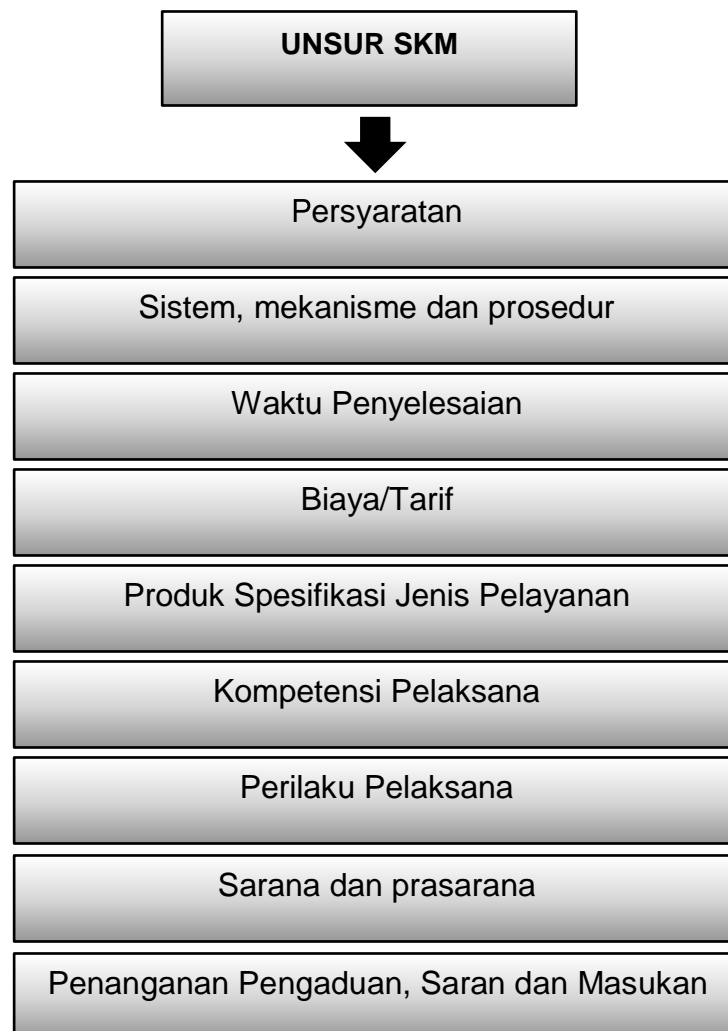 UNSUR SKM
Persyaratan
Sistem, mekanisme dan prosedur
Waktu Penyelesaian
Biaya/Tarif
Produk Spesifikasi Jenis Pelayanan
Kompetensi Pelaksana
Perilaku Pelaksana
Sarana dan prasarana
Penanganan Pengaduan, Saran dan Masukan